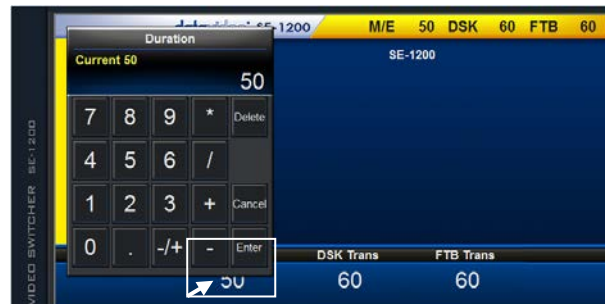 SE-1200 M/E 50 DSK 60 FTB 60
Duration
Current 50
50
SE-1200
7 8 9 * Delete
4 5 6 /
1 2 3 + Cancel
0 . -/+ - Enter
DSK Trans FTB Trans
50 60 60
VIDEO SWITCHER SE-1200